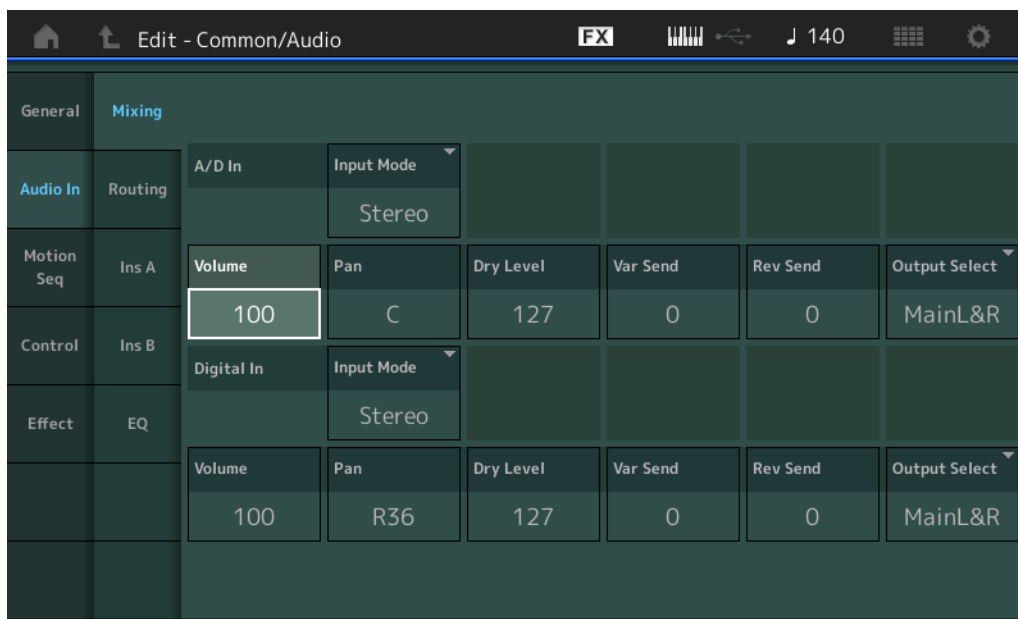 Edit - Common/Audio FX ♩ 140
General Mixing
A/D In Input Mode
Audio In Routing
Stereo
Motion Seq Ins A Volume Pan Dry Level Var Send Rev Send Output Select
100 C 127 0 0 MainL&R
Control Ins B
Digital In Input Mode
Effect EQ Stereo
Volume Pan Dry Level Var Send Rev Send Output Select
100 R36 127 0 0 MainL&R